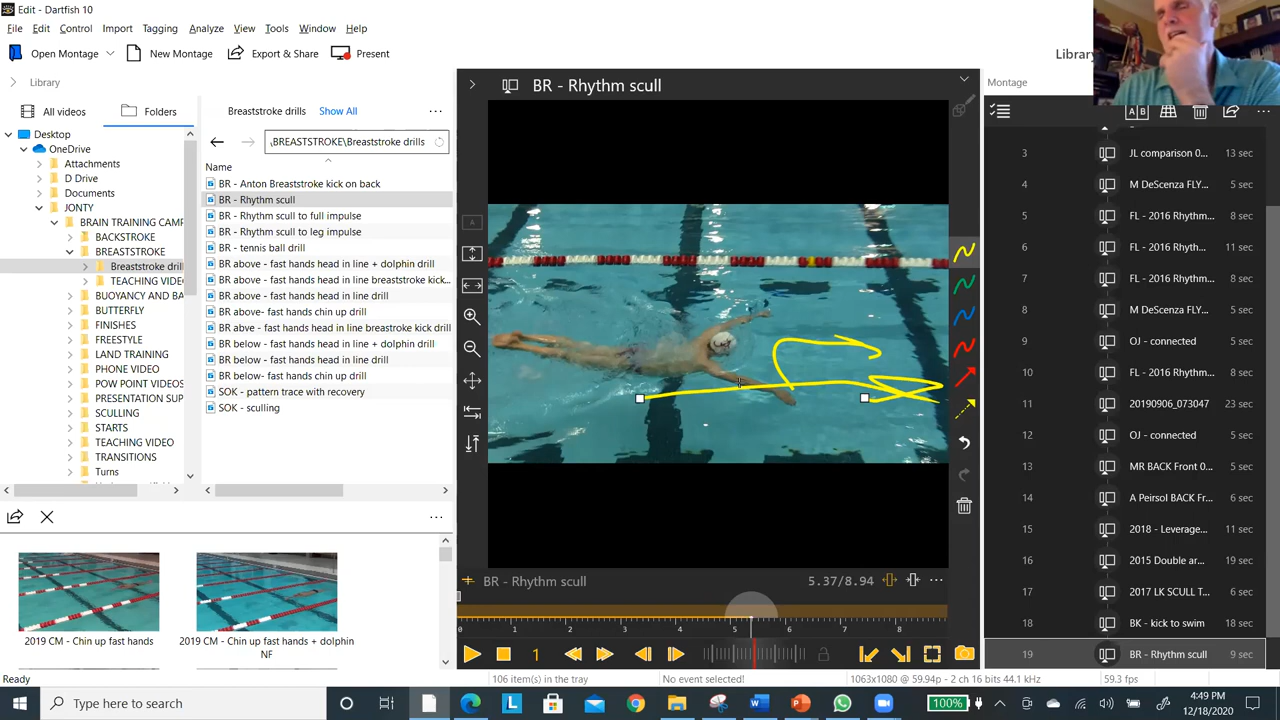 Edit - Dartfish 10
File Edit Control Import Tagging Analyze View Tools Window Help
Open Montage New Montage Export & Share Present
Library
Library
All videos Folders
Breaststroke drills Show All
Montage
\BREASTSTROKE\Breaststroke drills
Name
Desktop
OneDrive
Attachments
D Drive
Documents
JONTY
BRAIN TRAINING CAMP
BACKSTROKE
BREASTSTROKE
Breaststroke drill
TEACHING VIDE
BUOYANCY AND BA
BUTTERFLY
FINISHES
FREESTYLE
LAND TRAINING
PHONE VIDEO
POW POINT VIDEOS
PRESENTATION SUP
SCULLING
STARTS
TEACHING VIDEO
TRANSITIONS
Turns
BR - Anton Breaststroke kick on back
BR - Rhythm scull
BR - Rhythm scull to full impulse
BR - Rhythm scull to leg impulse
BR - tennis ball drill
BR above - fast hands head in line + dolphin drill
BR above - fast hands head in line breaststroke kick...
BR above - fast hands head in line drill
BR above- fast hands chin up drill
BR abve - fast hands head in line breastroke kick drill
BR below - fast hands head in line + dolphin drill
BR below - fast hands head in line drill
BR below- fast hands chin up drill
SOK - pattern trace with recovery
SOK - sculling
2019 CM - Chin up fast hands
2019 CM - Chin up fast hands + dolphin
NF
BR - Rhythm scull
A
BR - Rhythm scull
5.37/8.94
0 1 2 3 4 5 6 7 8
1
A B
3 JL comparison 0... 13 sec
4 M DeScenza FLY... 5 sec
5 FL - 2016 Rhythm... 8 sec
6 FL - 2016 Rhyth... 11 sec
7 FL - 2016 Rhythm... 8 sec
8 M DeScenza FLY... 5 sec
9 OJ - connected 5 sec
10 FL - 2016 Rhythm... 8 sec
11 20190906_073047 23 sec
12 OJ - connected 5 sec
13 MR BACK Front 0... 5 sec
14 A Peirsol BACK Fr... 6 sec
15 2018 - Leverage... 11 sec
16 2015 Double ar... 19 sec
17 2017 LK SCULL T... 6 sec
18 BK - kick to swim 18 sec
19 BR - Rhythm scull 9 sec
Ready 106 item(s) in the tray No event selected! 1063x1080 @ 59.94p - 2 ch 16 bits 44.1 kHz 59.3 fps
Type here to search
100%
4:49 PM
12/18/2020